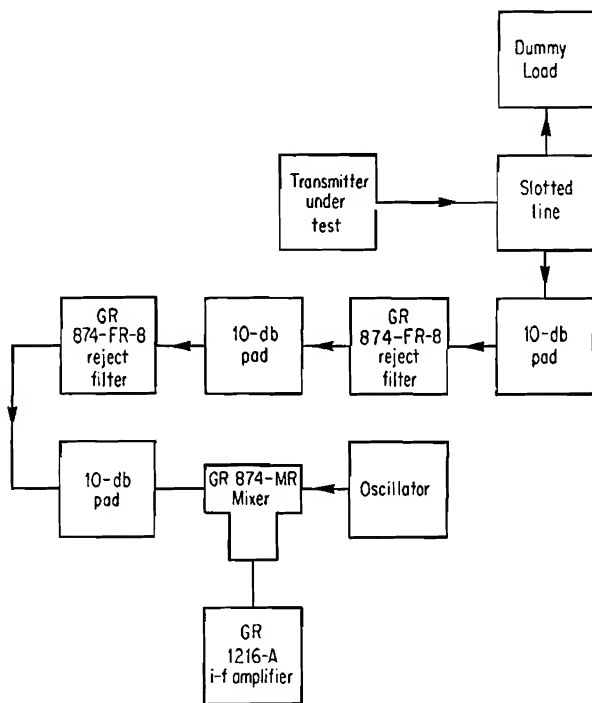 Dummy
Load
Transmitter
under
test
Slotted
line
GR
874-FR-8
reject
filter
10-db
pad
GR
874-FR-8
reject
filter
10-db
pad
10-db
pad
GR 874-MR
Mixer
Oscillator
GR
1216-A
i-f amplifier